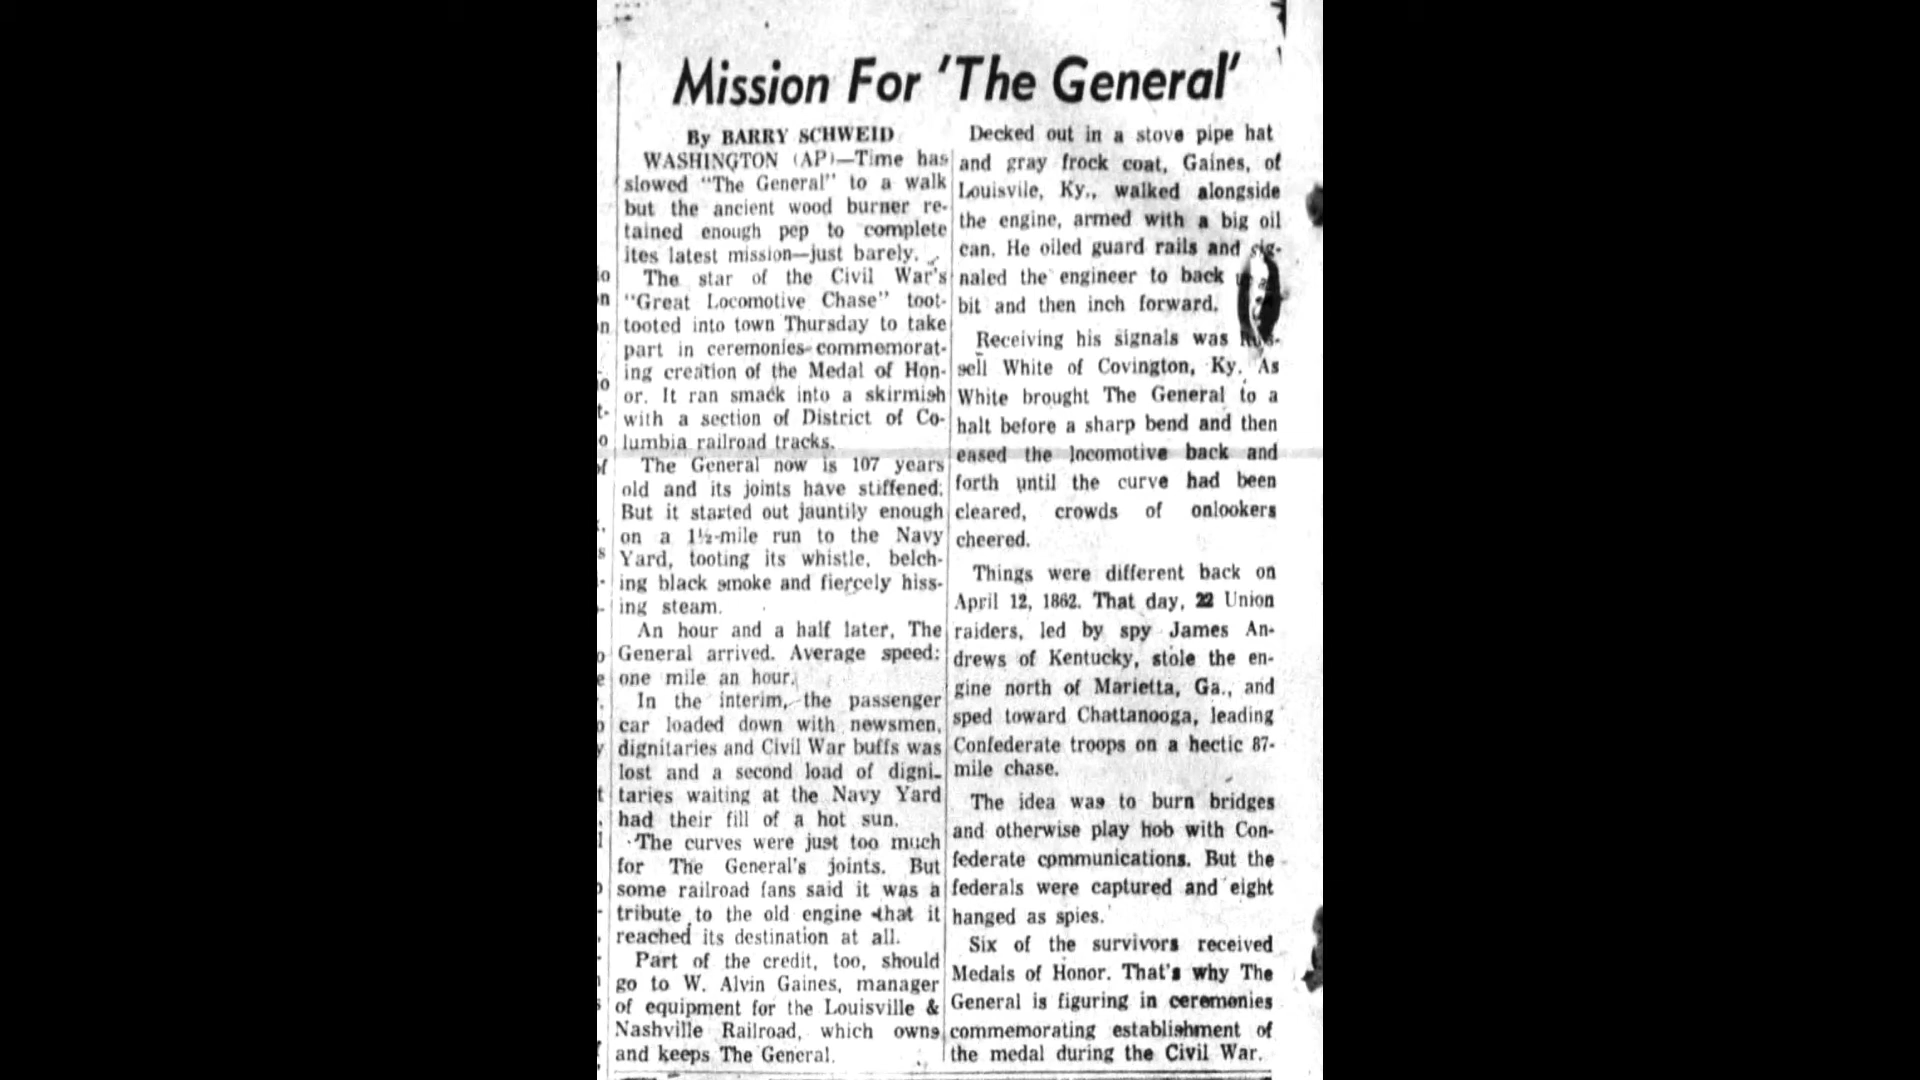 Mission For 'The General'
By BARRY SCHWEID
WASHINGTON (AP)—Time has
slowed "The General" to a walk
but the ancient wood burner re-
tained enough pep to complete
ites latest mission—just barely.
The star of the Civil War's
"Great Locomotive Chase" toot-
tooted into town Thursday to take
part in ceremonies commemorat-
ing creation of the Medal of Hon-
or. It ran smack into a skirmish
with a section of District of Co-
lumbia railroad tracks.
The General now is 107 years
old and its joints have stiffened.
But it started out jauntily enough
on a 1½-mile run to the Navy
Yard, tooting its whistle, belch-
ing black smoke and fiercely hiss-
ing steam.
An hour and a half later, The
General arrived. Average speed:
one mile an hour.
In the interim, the passenger
car loaded down with newsmen,
dignitaries and Civil War buffs was
lost and a second load of digni-
taries waiting at the Navy Yard
had their fill of a hot sun.
The curves were just too much
for The General's joints. But
some railroad fans said it was a
tribute to the old engine that it
reached its destination at all.
Part of the credit, too, should
go to W. Alvin Gaines, manager
of equipment for the Louisville &
Nashville Railroad, which owns
and keeps The General.
Decked out in a stove pipe hat
and gray frock coat, Gaines, of
Louisvile, Ky., walked alongside
the engine, armed with a big oil
can. He oiled guard rails and sig-
naled the engineer to back
bit and then inch forward.
Receiving his signals was Rus-
sell White of Covington, Ky. As
White brought The General to a
halt before a sharp bend and then
eased the locomotive back and
forth until the curve had been
cleared, crowds of onlookers
cheered.
Things were different back on
April 12, 1862. That day, 22 Union
raiders, led by spy James An-
drews of Kentucky, stole the en-
gine north of Marietta, Ga., and
sped toward Chattanooga, leading
Confederate troops on a hectic 87-
mile chase.
The idea was to burn bridges
and otherwise play hob with Con-
federate communications. But the
federals were captured and eight
hanged as spies.
Six of the survivors received
Medals of Honor. That's why The
General is figuring in ceremonies
commemorating establishment of
the medal during the Civil War.